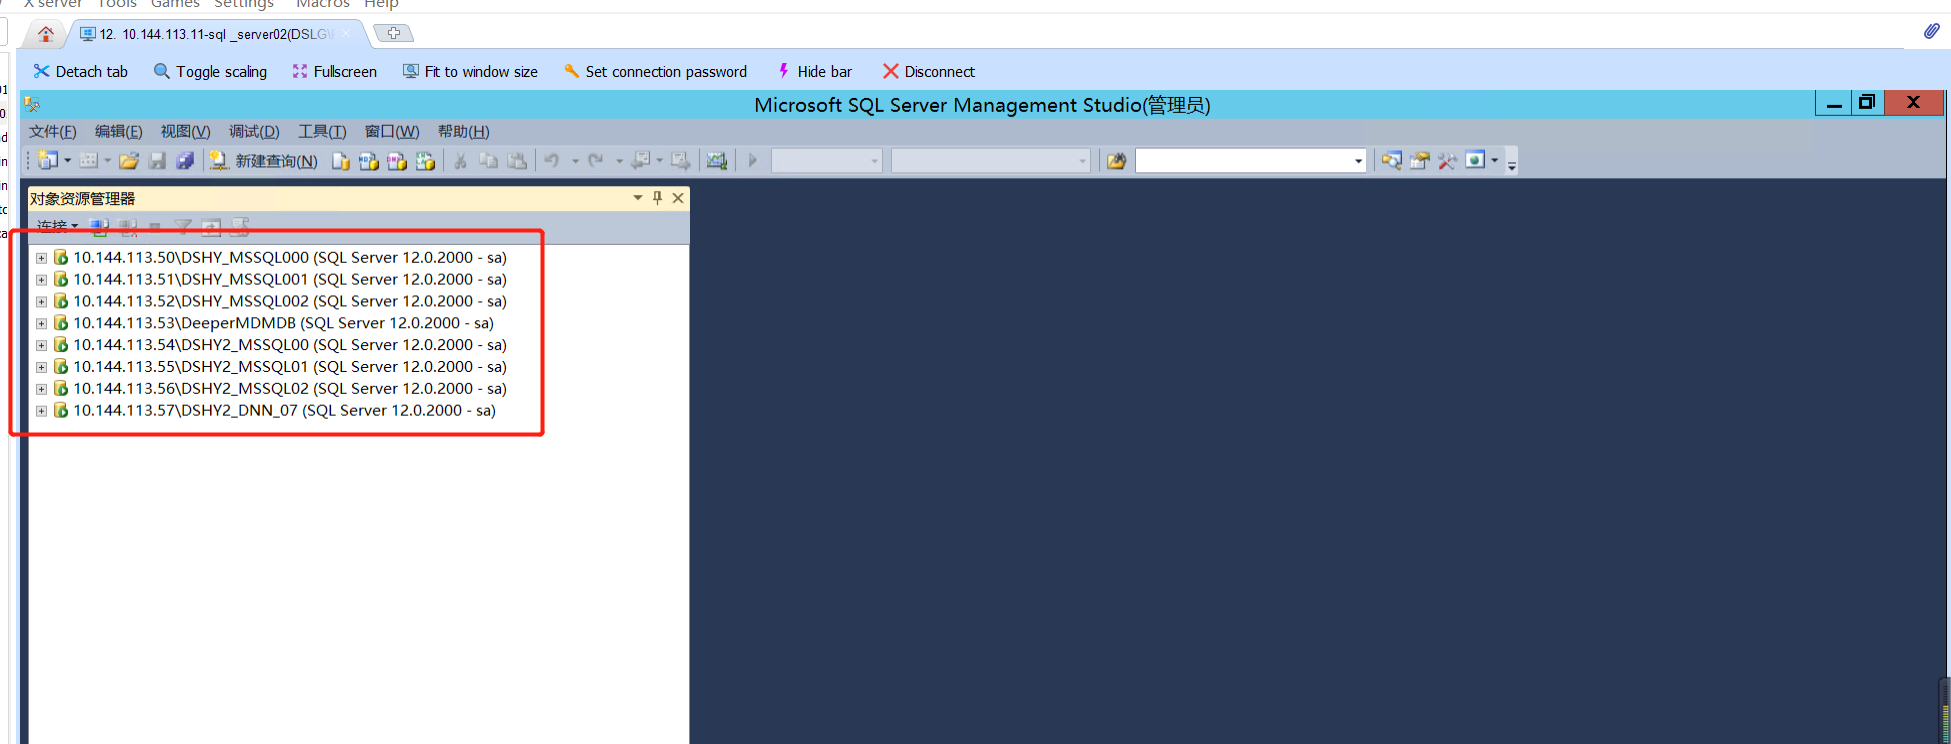 X server Tools Games Settings Macros Help
12. 10.144.113.11-sql _server02(DSLG\
Detach tab Toggle scaling Fullscreen Fit to window size Set connection password Hide bar Disconnect
Microsoft SQL Server Management Studio(管理员)
文件(F) 编辑(E) 视图(V) 调试(D) 工具(T) 窗口(W) 帮助(H)
新建查询(N)
对象资源管理器
连接
10.144.113.50\DSHY_MSSQL000 (SQL Server 12.0.2000 - sa)
10.144.113.51\DSHY_MSSQL001 (SQL Server 12.0.2000 - sa)
10.144.113.52\DSHY_MSSQL002 (SQL Server 12.0.2000 - sa)
10.144.113.53\DeeperMDMDB (SQL Server 12.0.2000 - sa)
10.144.113.54\DSHY2_MSSQL00 (SQL Server 12.0.2000 - sa)
10.144.113.55\DSHY2_MSSQL01 (SQL Server 12.0.2000 - sa)
10.144.113.56\DSHY2_MSSQL02 (SQL Server 12.0.2000 - sa)
10.144.113.57\DSHY2_DNN_07 (SQL Server 12.0.2000 - sa)